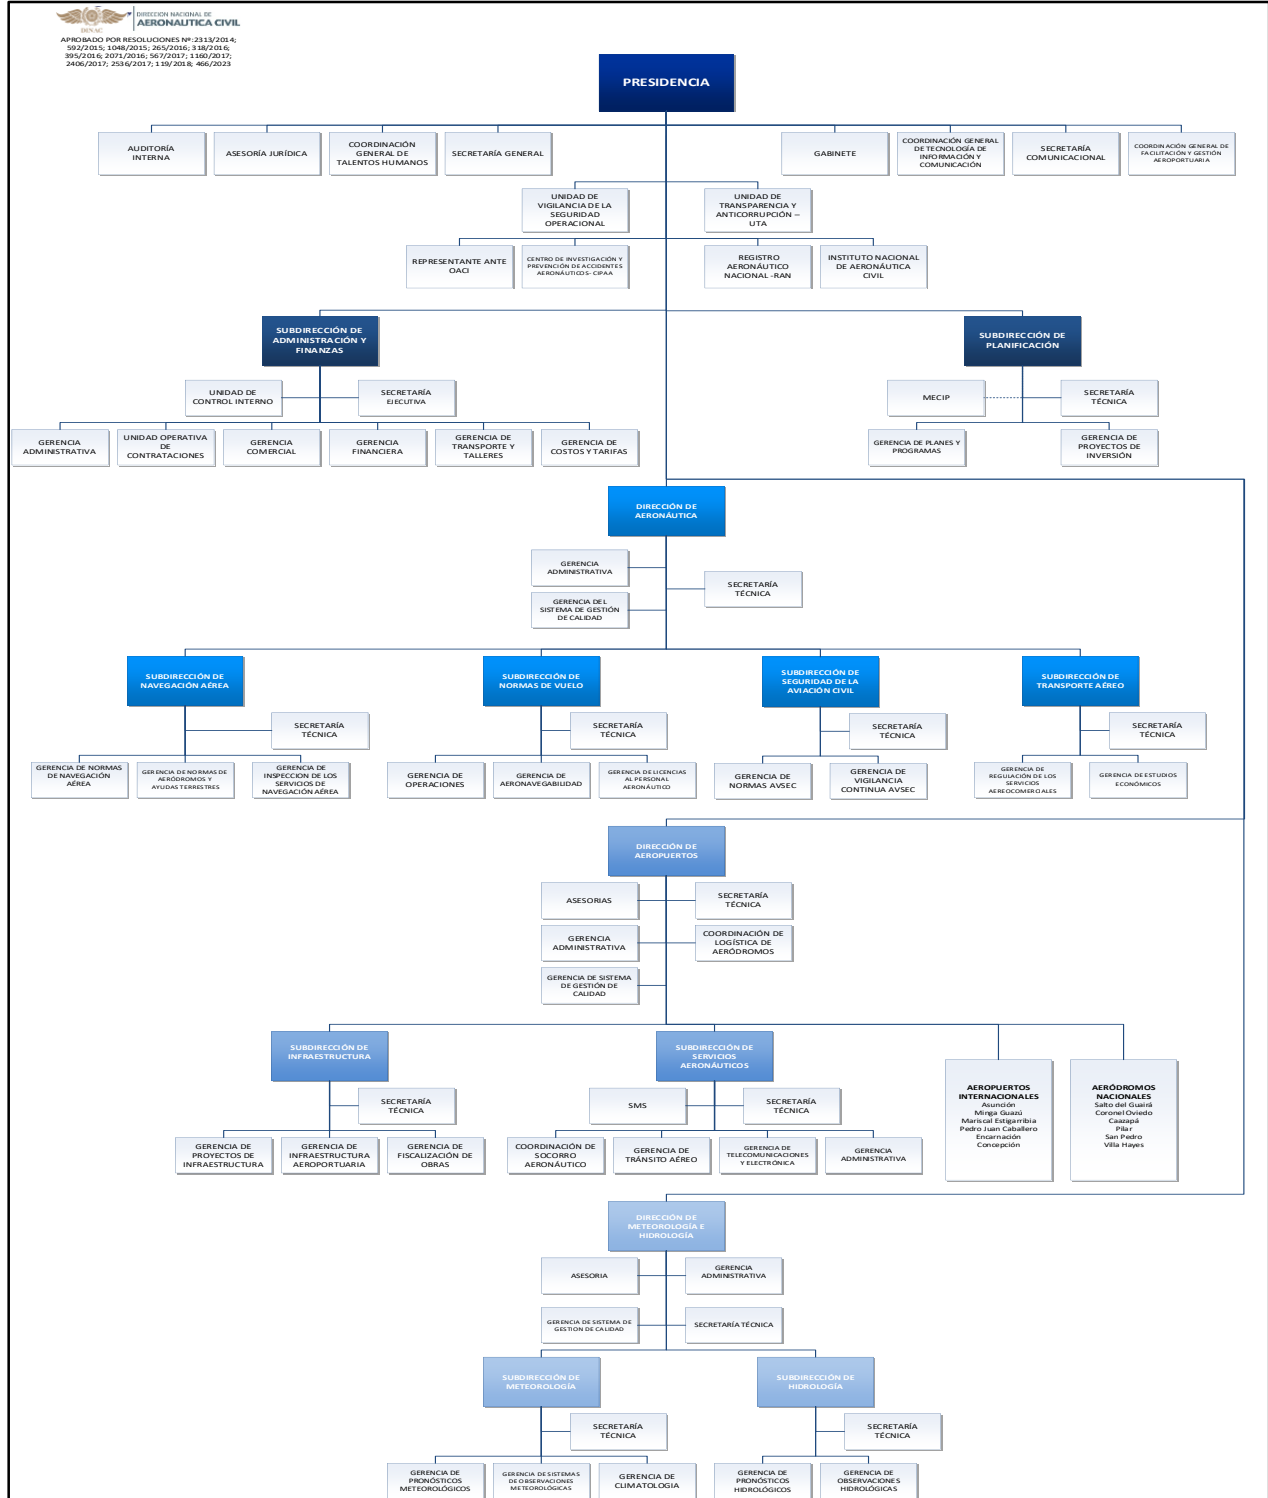 DIRECCION NACIONAL DE
AERONAUTICA CIVIL
DINAC
APROBADO POR RESOLUCIONES Nº:2313/2014;
592/2015; 1048/2015; 265/2016; 318/2016;
395/2016; 2071/2016; 567/2017; 1160/2017;
2406/2017; 2536/2017; 119/2018; 466/2023
PRESIDENCIA
AUDITORÍA
INTERNA
ASESORÍA JURÍDICA
COORDINACIÓN
GENERAL DE
TALENTOS HUMANOS
SECRETARÍA GENERAL
GABINETE
COORDINACIÓN GENERAL
DE TECNOLOGÍA DE
INFORMACIÓN Y
COMUNICACIÓN
SECRETARÍA
COMUNICACIONAL
COORDINACIÓN GENERAL DE
FACILITACIÓN Y GESTIÓN
AEROPORTUARIA
UNIDAD DE
VIGILANCIA DE LA
SEGURIDAD
OPERACIONAL
UNIDAD DE
TRANSPARENCIA Y
ANTICORRUPCIÓN –
UTA
REPRESENTANTE ANTE
OACI
CENTRO DE INVESTIGACIÓN Y
PREVENCIÓN DE ACCIDENTES
AERONÁUTICOS- CIPAA
REGISTRO
AERONÁUTICO
NACIONAL -RAN
INSTITUTO NACIONAL
DE AERONÁUTICA
CIVIL
SUBDIRECCIÓN DE
ADMINISTRACIÓN Y
FINANZAS
SUBDIRECCIÓN DE
PLANIFICACIÓN
UNIDAD DE
CONTROL INTERNO
SECRETARÍA
EJECUTIVA
MECIP
SECRETARÍA
TÉCNICA
GERENCIA
ADMINISTRATIVA
UNIDAD OPERATIVA
DE
CONTRATACIONES
GERENCIA
COMERCIAL
GERENCIA
FINANCIERA
GERENCIA DE
TRANSPORTE Y
TALLERES
GERENCIA DE
COSTOS Y TARIFAS
GERENCIA DE PLANES Y
PROGRAMAS
GERENCIA DE
PROYECTOS DE
INVERSIÓN
DIRECCIÓN DE
AERONÁUTICA
GERENCIA
ADMINISTRATIVA
SECRETARÍA
TÉCNICA
GERENCIA DEL
SISTEMA DE GESTIÓN
DE CALIDAD
SUBDIRECCIÓN DE
NAVEGACIÓN AÉREA
SUBDIRECCIÓN DE
NORMAS DE VUELO
SUBDIRECCIÓN DE
SEGURIDAD DE LA
AVIACIÓN CIVIL
SUBDIRECCIÓN DE
TRANSPORTE AÉREO
SECRETARÍA
TÉCNICA
SECRETARÍA
TÉCNICA
SECRETARÍA
TÉCNICA
SECRETARÍA
TÉCNICA
GERENCIA DE NORMAS
DE NAVEGACIÓN
AÉREA
GERENCIA DE NORMAS DE
AERÓDROMOS Y
AYUDAS TERRESTRES
GERENCIA DE
INSPECCION DE LOS
SERVICIOS DE
NAVEGACIÓN AÉREA
GERENCIA DE
OPERACIONES
GERENCIA DE
AERONAVEGABILIDAD
GERENCIA DE LICENCIAS
AL PERSONAL
AERONÁUTICO
GERENCIA DE
NORMAS AVSEC
GERENCIA DE
VIGILANCIA
CONTINUA AVSEC
GERENCIA DE
REGULACIÓN DE LOS
SERVICIOS
AEREOCOMERCIALES
GERENCIA DE ESTUDIOS
ECONÓMICOS
DIRECCIÓN DE
AEROPUERTOS
ASESORIAS
SECRETARÍA
TÉCNICA
GERENCIA
ADMINISTRATIVA
COORDINACIÓN DE
LOGÍSTICA DE
AERÓDROMOS
GERENCIA DE SISTEMA
DE GESTIÓN DE
CALIDAD
SUBDIRECCIÓN DE
INFRAESTRUCTURA
SUBDIRECCIÓN DE
SERVICIOS
AERONÁUTICOS
AEROPUERTOS
INTERNACIONALES
Asunción
Minga Guazú
Mariscal Estigarribia
Pedro Juan Caballero
Encarnación
Concepción
AERÓDROMOS
NACIONALES
Salto del Guairá
Coronel Oviedo
Caazapá
Pilar
San Pedro
Villa Hayes
SECRETARÍA
TÉCNICA
SMS
SECRETARÍA
TÉCNICA
GERENCIA DE
PROYECTOS DE
INFRAESTRUCTURA
GERENCIA DE
INFRAESTRUCTURA
AEROPORTUARIA
GERENCIA DE
FISCALIZACIÓN DE
OBRAS
COORDINACIÓN DE
SOCORRO
AERONÁUTICO
GERENCIA DE
TRÁNSITO AÉREO
GERENCIA DE
TELECOMUNICACIONES
Y ELECTRÓNICA
GERENCIA
ADMINISTRATIVA
DIRECCIÓN DE
METEOROLOGÍA E
HIDROLOGÍA
ASESORIA
GERENCIA
ADMINISTRATIVA
GERENCIA DE SISTEMA DE
GESTION DE CALIDAD
SECRETARÍA TÉCNICA
SUBDIRECCIÓN DE
METEOROLOGÍA
SUBDIRECCIÓN DE
HIDROLOGÍA
SECRETARÍA
TÉCNICA
SECRETARÍA
TÉCNICA
GERENCIA DE
PRONÓSTICOS
METEOROLÓGICOS
GERENCIA DE SISTEMAS
DE OBSERVACIONES
METEOROLÓGICAS
GERENCIA DE
CLIMATOLOGIA
GERENCIA DE
PRONÓSTICOS
HIDROLÓGICOS
GERENCIA DE
OBSERVACIONES
HIDROLÓGICAS